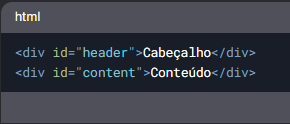 html
<div id="header">Cabeçalho</div>
<div id="content">Conteúdo</div>